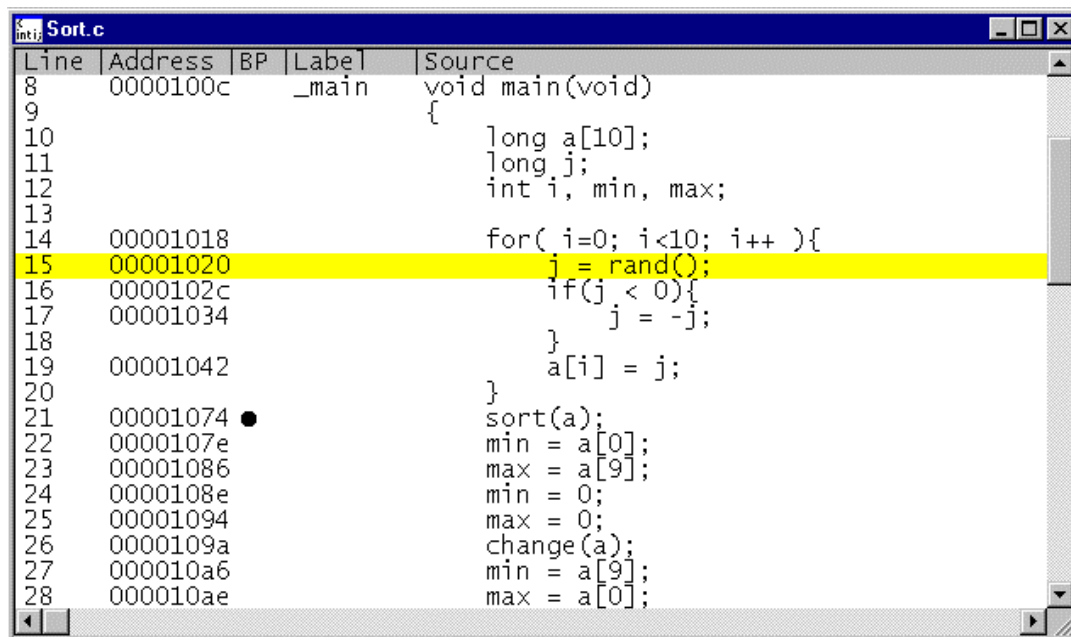 Sort.c
Line |Address |BP |Label |Source
8 0000100c _main void main(void)
9 {
10 long a[10];
11 long j;
12 int i, min, max;
13
14 00001018 for( i=0; i<10; i++ ){
15 00001020 j = rand();
16 0000102c if(j < 0){
17 00001034 j = -j;
18 }
19 00001042 a[i] = j;
20 }
21 00001074 ● sort(a);
22 0000107e min = a[0];
23 00001086 max = a[9];
24 0000108e min = 0;
25 00001094 max = 0;
26 0000109a change(a);
27 000010a6 min = a[9];
28 000010ae max = a[0];